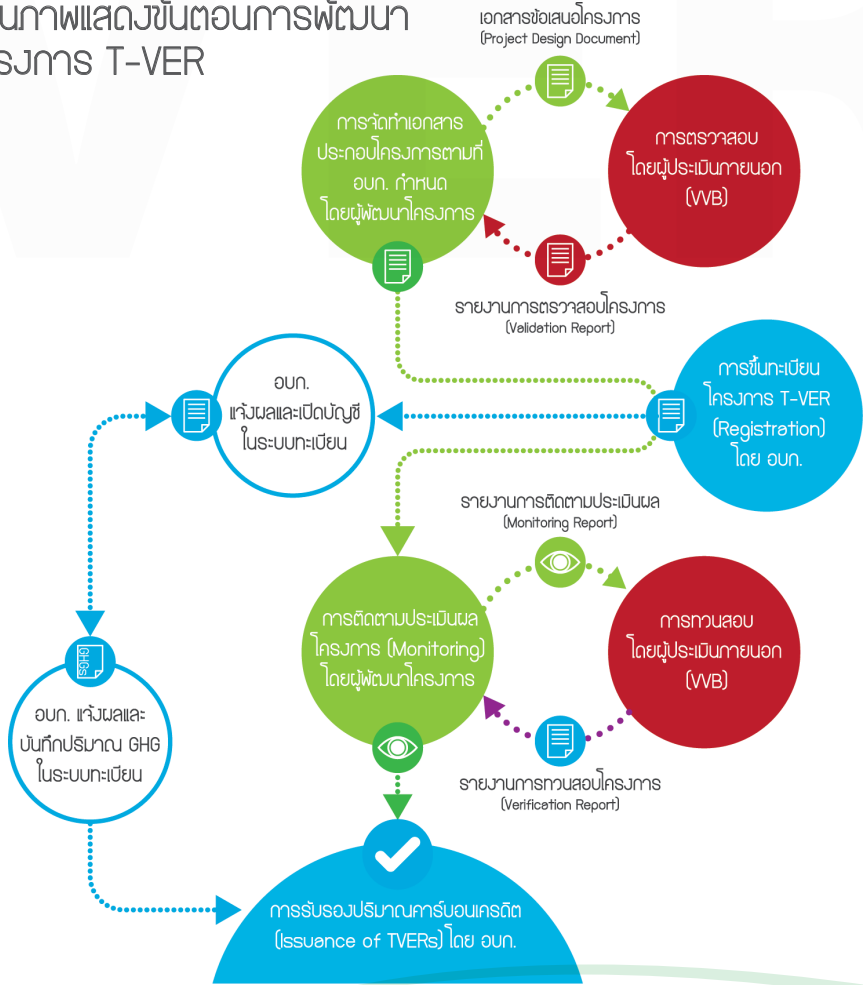 นภาพแสดงขั้นตอนการพัฒนา
รงการ T-VER
เอกสารข้อเสนอโครงการ
(Project Design Document)
การจัดทำเอกสาร
ประกอบโครงการตามที่
อบก. กำหนด
โดยผู้พัฒนาโครงการ
การตรวจสอบ
โดยผู้ประเมินภายนอก
(VVB)
รายงานการตรวจสอบโครงการ
(Validation Report)
การขึ้นทะเบียน
โครงการ T-VER
(Registration)
โดย อบก.
อบก.
แจ้งผลและเปิดบัญชี
ในระบบทะเบียน
รายงานการติดตามประเมินผล
(Monitoring Report)
การติดตามประเมินผล
โครงการ (Monitoring)
โดยผู้พัฒนาโครงการ
การทวนสอบ
โดยผู้ประเมินภายนอก
(VVB)
รายงานการทวนสอบโครงการ
(Verification Report)
GHGs
อบก. แจ้งผลและ
บันทึกปริมาณ GHG
ในระบบทะเบียน
การรับรองปริมาณคาร์บอนเครดิต
(Issuance of TVERs) โดย อบก.